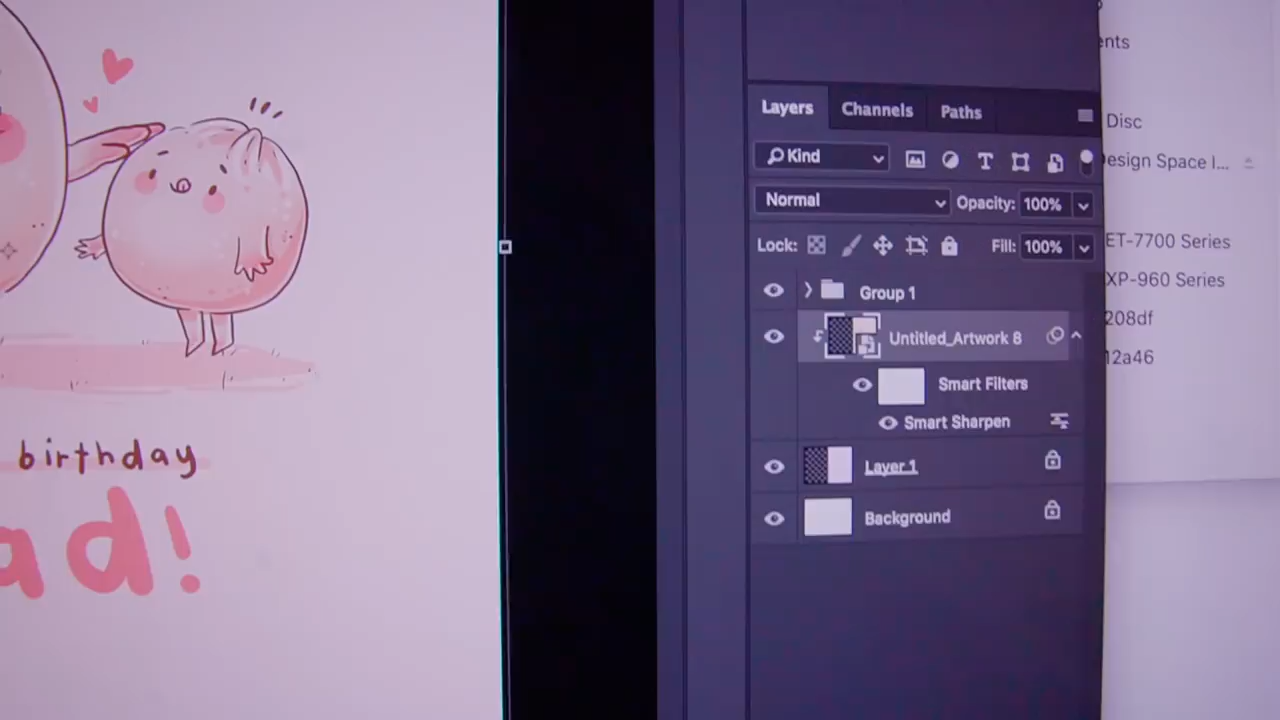 birthday
ad!
Layers
Channels
Paths
Kind
Normal
Opacity: 100%
Lock:
Fill: 100%
Group 1
Untitled_Artwork 8
Smart Filters
Smart Sharpen
Layer 1
Background
ents
Disc
esign Space I...
ET-7700 Series
XP-960 Series
208df
12a46